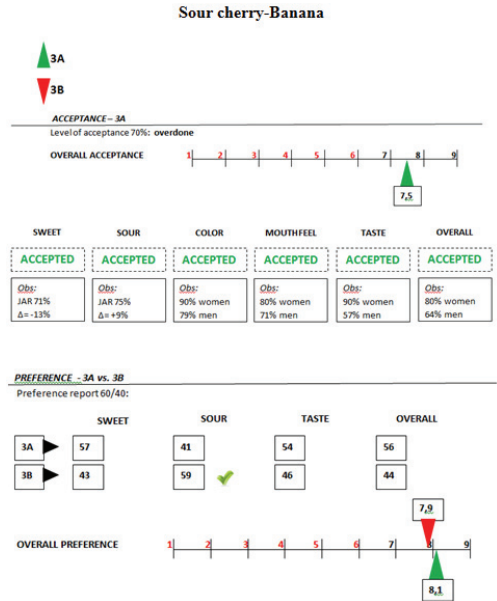 Sour cherry-Banana
3A
3B
ACCEPTANCE – 3A
Level of acceptance 70%: overdone
OVERALL ACCEPTANCE 1 2 3 4 5 6 7 8 9
7,5
SWEET SOUR COLOR MOUTHFEEL TASTE OVERALL
ACCEPTED ACCEPTED ACCEPTED ACCEPTED ACCEPTED ACCEPTED
Obs: Obs: Obs: Obs: Obs: Obs:
JAR 71% JAR 75% 90% women 80% women 90% women 80% women
Δ= -13% Δ= +9% 79% men 71% men 57% men 64% men
PREFERENCE - 3A vs. 3B
Preference report 60/40:
SWEET SOUR TASTE OVERALL
3A 57 41 54 56
3B 43 59 46 44
7,9
OVERALL PREFERENCE 1 2 3 4 5 6 7 8 9
8,1